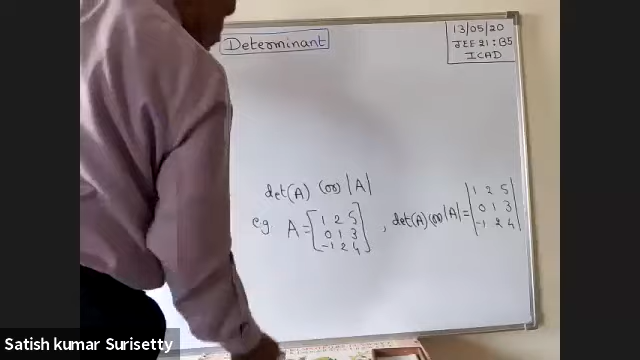 Determinant
13/05/20
JEE 21 : B5
ICAD
det(A) (or) |A|
eg A = [1 2 5
0 1 3
-1 2 4] , det(A) (or) |A| = |1 2 5
0 1 3
-1 2 4|
Satish kumar Surisetty